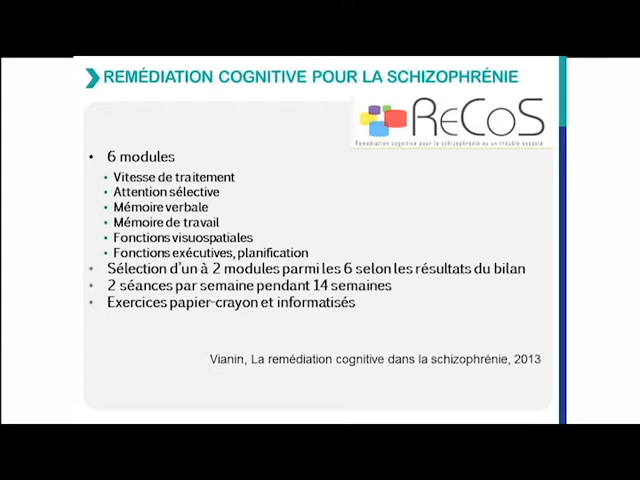 REMÉDIATION COGNITIVE POUR LA SCHIZOPHRÉNIE
ReCoS
Remediation cognitive pour la schizophrénie ou un trouble associé
• 6 modules
• Vitesse de traitement
• Attention sélective
• Mémoire verbale
• Mémoire de travail
• Fonctions visuospatiales
• Fonctions exécutives, planification
• Sélection d'un à 2 modules parmi les 6 selon les résultats du bilan
• 2 séances par semaine pendant 14 semaines
• Exercices papier-crayon et informatisés
Vianin, La remédiation cognitive dans la schizophrénie, 2013